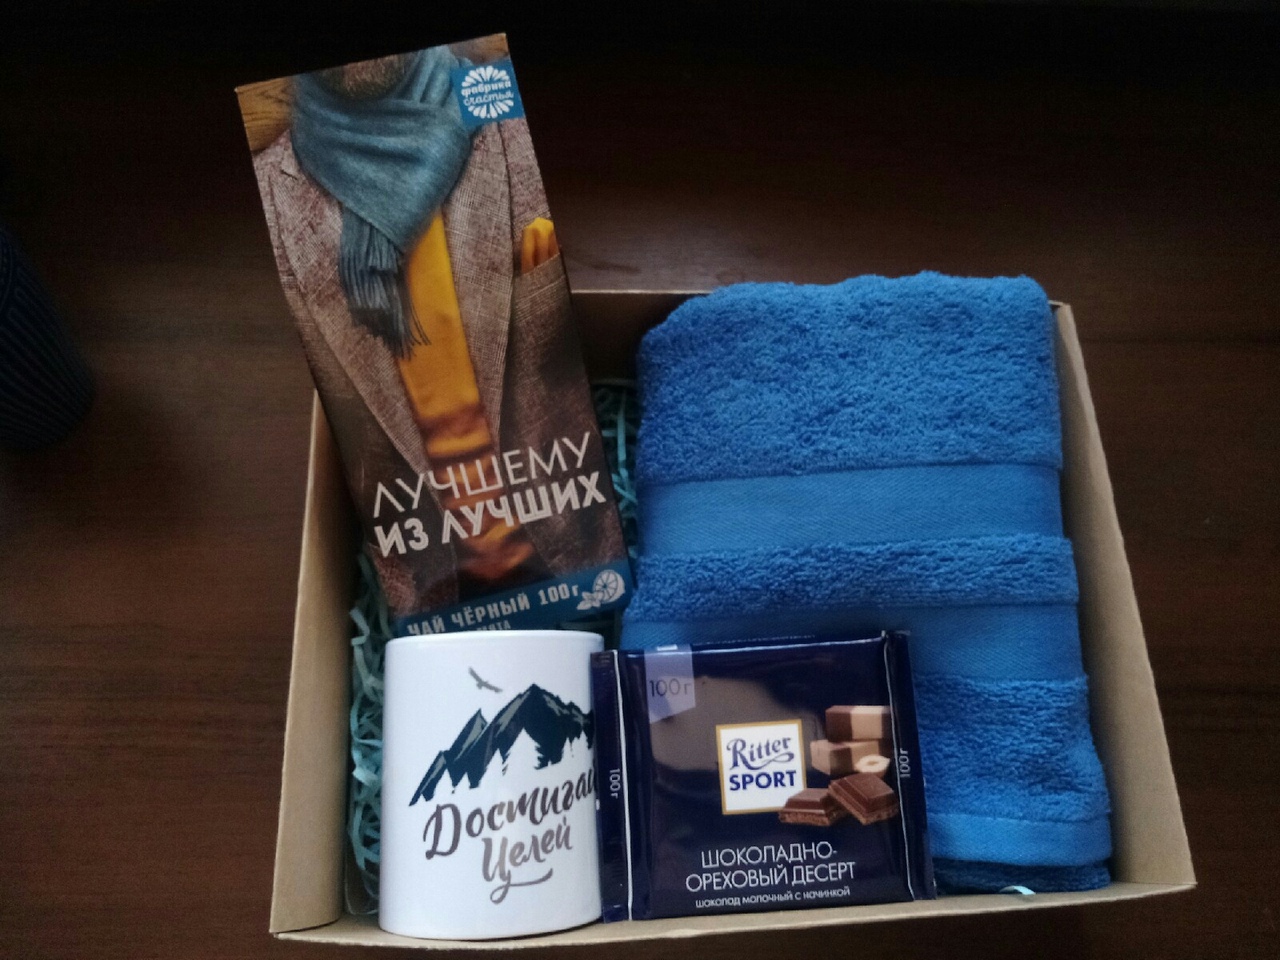 фабрика
счастья
ЛУЧШЕМУ
ИЗ ЛУЧШИХ
ЧАЙ ЧЁРНЫЙ 100г
МЯТА
Достигай
Целей
100г
100г
Ritter
SPORT
100г
ШОКОЛАДНО-
ОРЕХОВЫЙ ДЕСЕРТ
ШОКОЛАД МОЛОЧНЫЙ С НАЧИНКОЙ